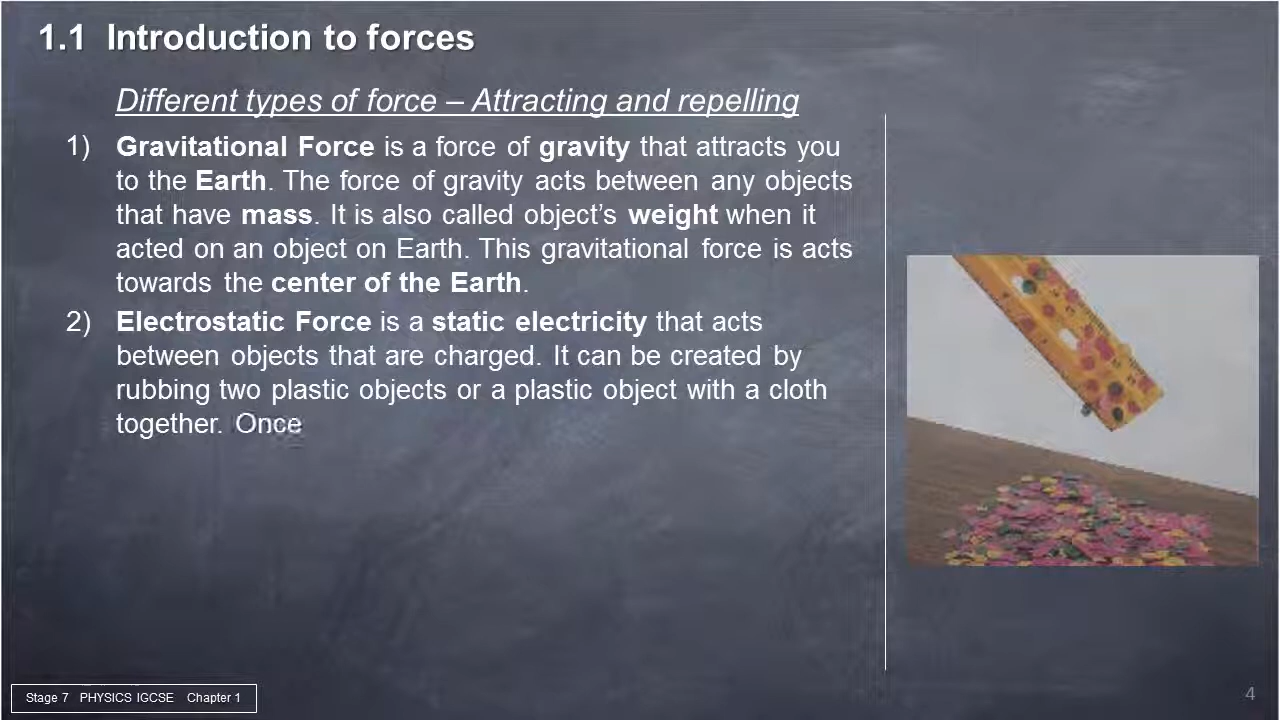 1.1 Introduction to forces
Different types of force – Attracting and repelling
1) Gravitational Force is a force of gravity that attracts you
to the Earth. The force of gravity acts between any objects
that have mass. It is also called object’s weight when it
acted on an object on Earth. This gravitational force is acts
towards the center of the Earth.
2) Electrostatic Force is a static electricity that acts
between objects that are charged. It can be created by
rubbing two plastic objects or a plastic object with a cloth
together. Once
Stage 7 PHYSICS IGCSE Chapter 1
4